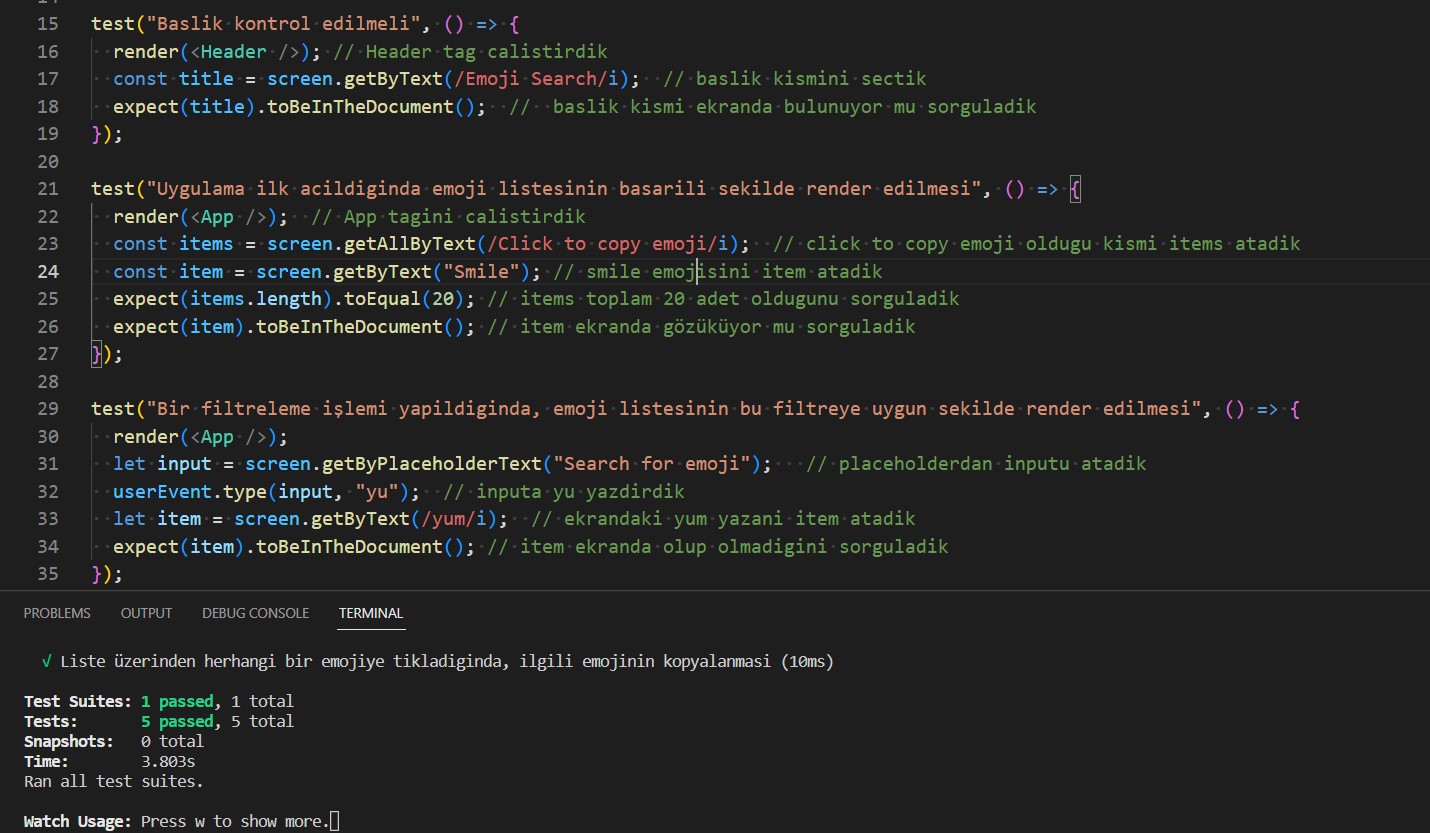 15 test("Baslik kontrol edilmeli", () => {
16 render(<Header />); // Header tag calistirdik
17 const title = screen.getByText(/Emoji Search/i); // baslik kismini sectik
18 expect(title).toBeInTheDocument(); // baslik kismi ekranda bulunuyor mu sorguladik
19 });
20
21 test("Uygulama ilk acildiginda emoji listesinin basarili sekilde render edilmesi", () => {
22 render(<App />); // App tagini calistirdik
23 const items = screen.getAllByText(/Click to copy emoji/i); // click to copy emoji oldugu kismi items atadik
24 const item = screen.getByText("Smile"); // smile emojisini item atadik
25 expect(items.length).toEqual(20); // items toplam 20 adet oldugunu sorguladik
26 expect(item).toBeInTheDocument(); // item ekranda gözüküyor mu sorguladik
27 });
28
29 test("Bir filtreleme işlemi yapildiginda, emoji listesinin bu filtreye uygun sekilde render edilmesi", () => {
30 render(<App />);
31 let input = screen.getByPlaceholderText("Search for emoji"); // placeholderdan inputu atadik
32 userEvent.type(input, "yu"); // inputa yu yazdirdik
33 let item = screen.getByText(/yum/i); // ekrandaki yum yazani item atadik
34 expect(item).toBeInTheDocument(); // item ekranda olup olmadigini sorguladik
35 });
PROBLEMS OUTPUT DEBUG CONSOLE TERMINAL
√ Liste üzerinden herhangi bir emojiye tikladiginda, ilgili emojinin kopyalanmasi (10ms)
Test Suites: 1 passed, 1 total
Tests: 5 passed, 5 total
Snapshots: 0 total
Time: 3.803s
Ran all test suites.
Watch Usage: Press w to show more.